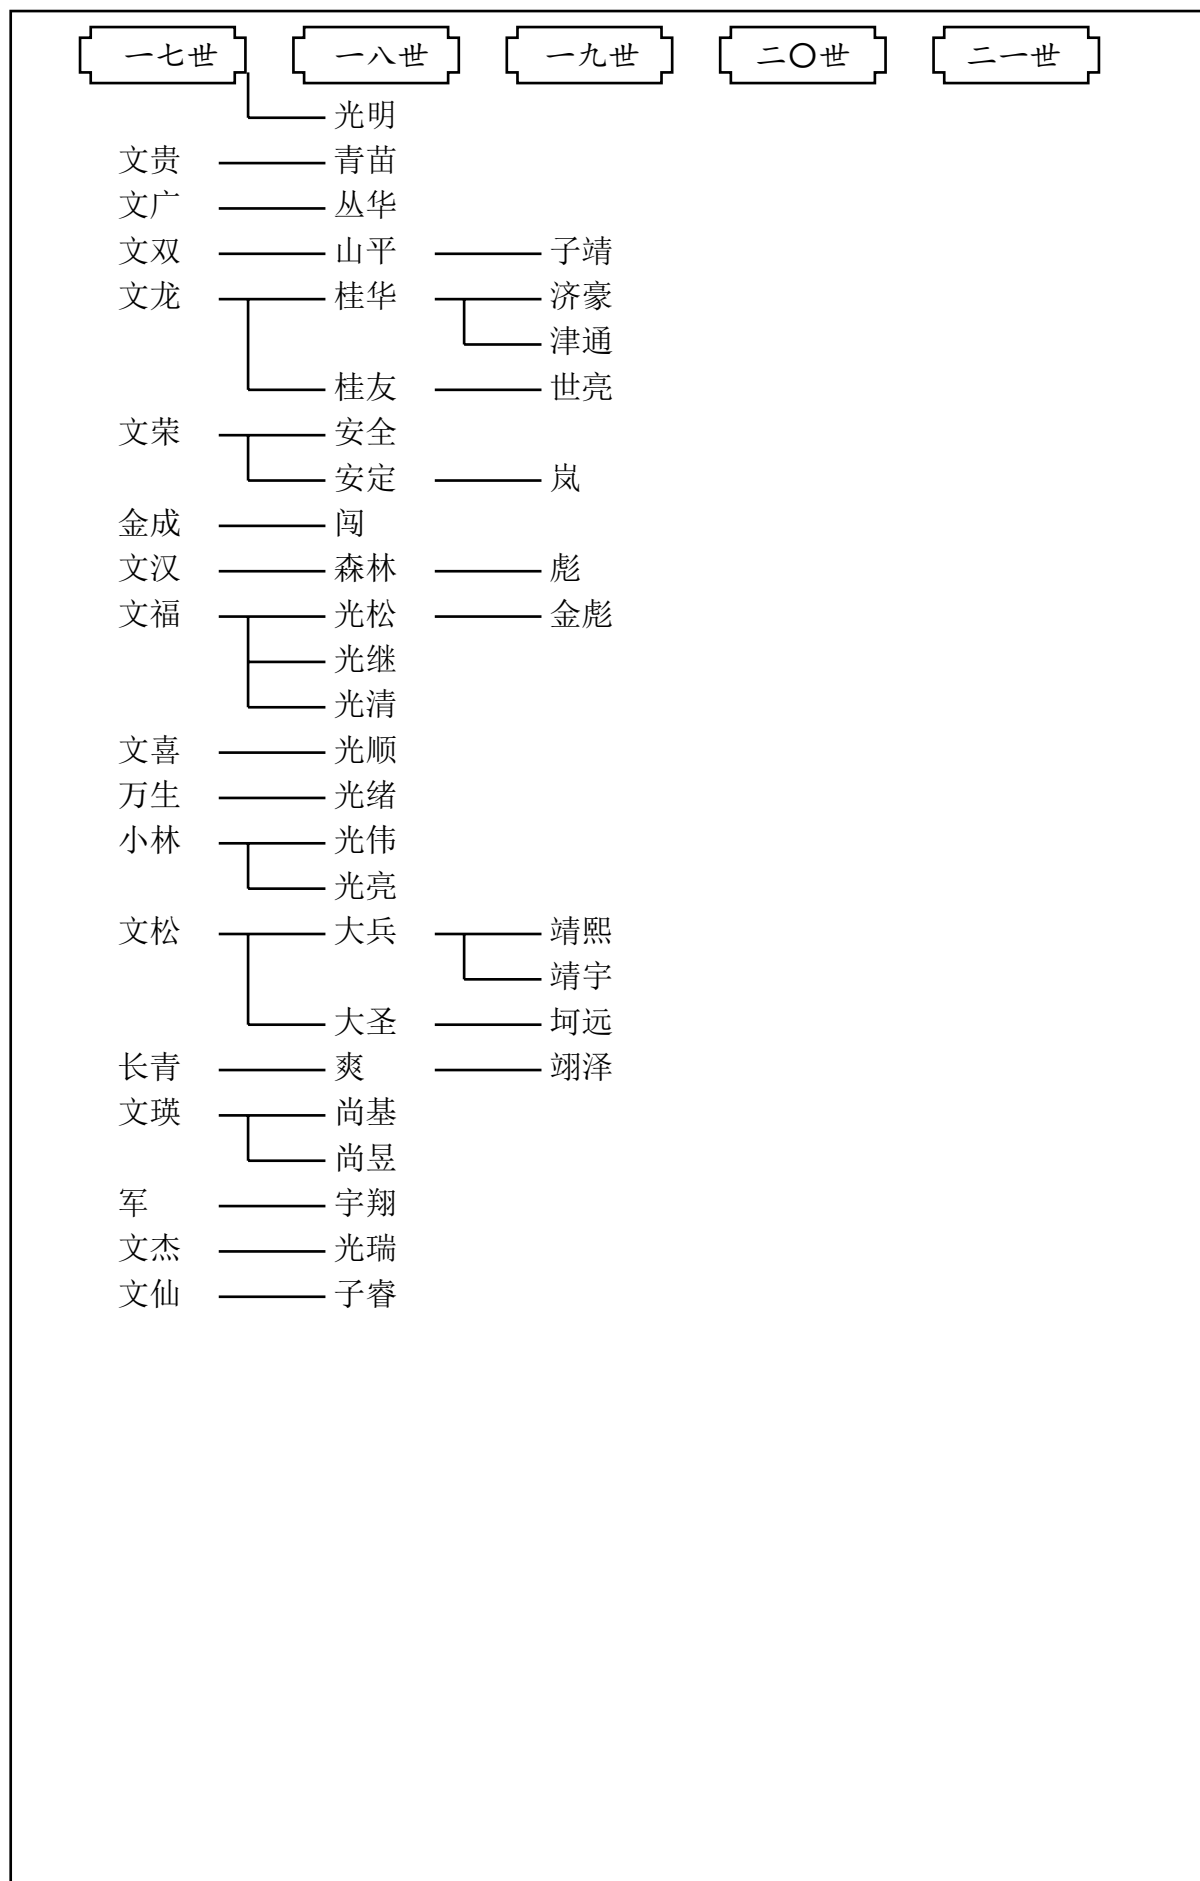 一七世 一八世 一九世 二〇世 二一世
光明
文贵 青苗
文广 丛华
文双 山平 子靖
文龙 桂华 济豪
津通
桂友 世亮
文荣 安全
安定 岚
金成 闯
文汉 森林 彪
文福 光松 金彪
光继
光清
文喜 光顺
万生 光绪
小林 光伟
光亮
文松 大兵 靖熙
靖宇
大圣 坷远
长青 爽 翊泽
文瑛 尚基
尚昱
军 宇翔
文杰 光瑞
文仙 子睿